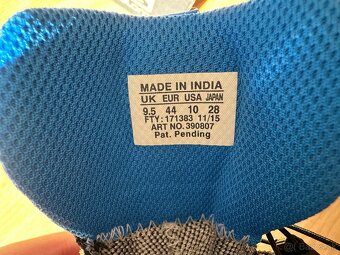 MADE IN INDIA
UK EUR USA JAPAN
9.5 44 10 28
FTY: 171383 11/15
ART NO. 390807
Pat. Pending